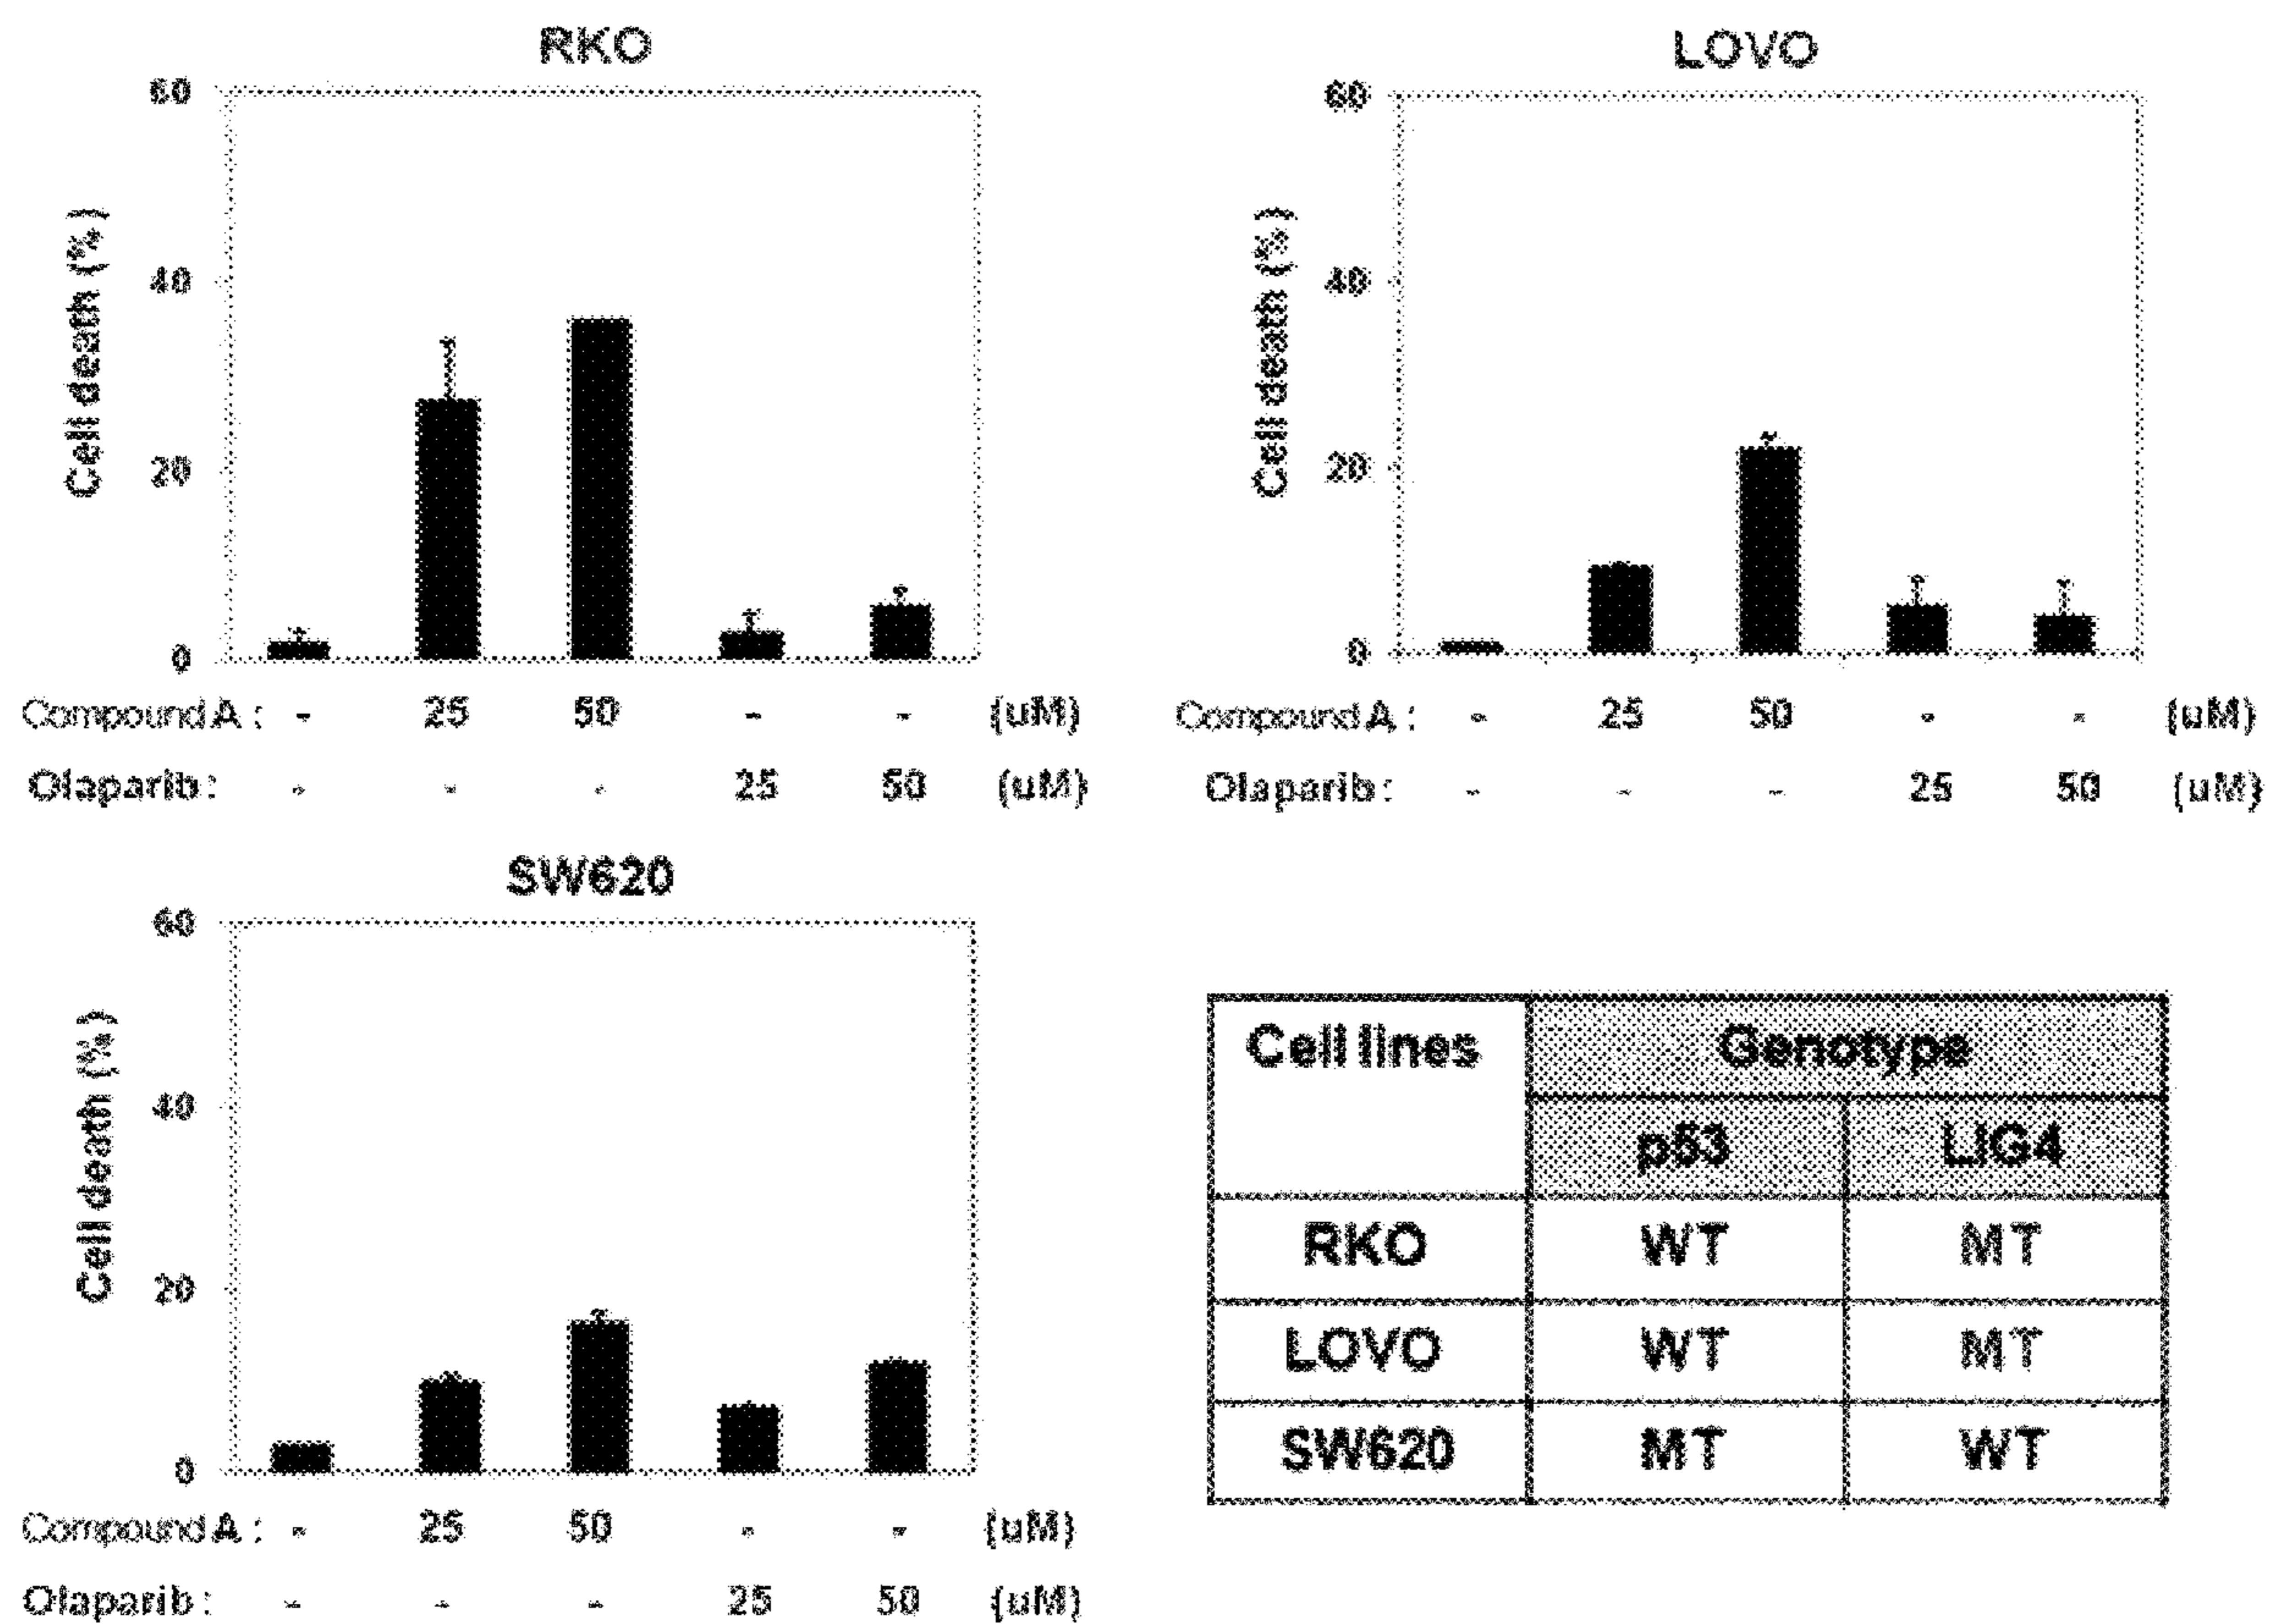 RKO
60
40
20
0
Cell death (%)
Compound A : - 25 50 - - (uM)
Olaparib : - - - 25 50 (uM)
LOVO
60
40
20
0
Cell death (%)
Compound A : - 25 50 - - (uM)
Olaparib : - - - 25 50 (uM)
SW620
60
40
20
0
Cell death (%)
Compound A : - 25 50 - - (uM)
Olaparib : - - - 25 50 (uM)
Cell lines Genotype
p53 LIG4
RKO WT MT
LOVO WT MT
SW620 MT WT